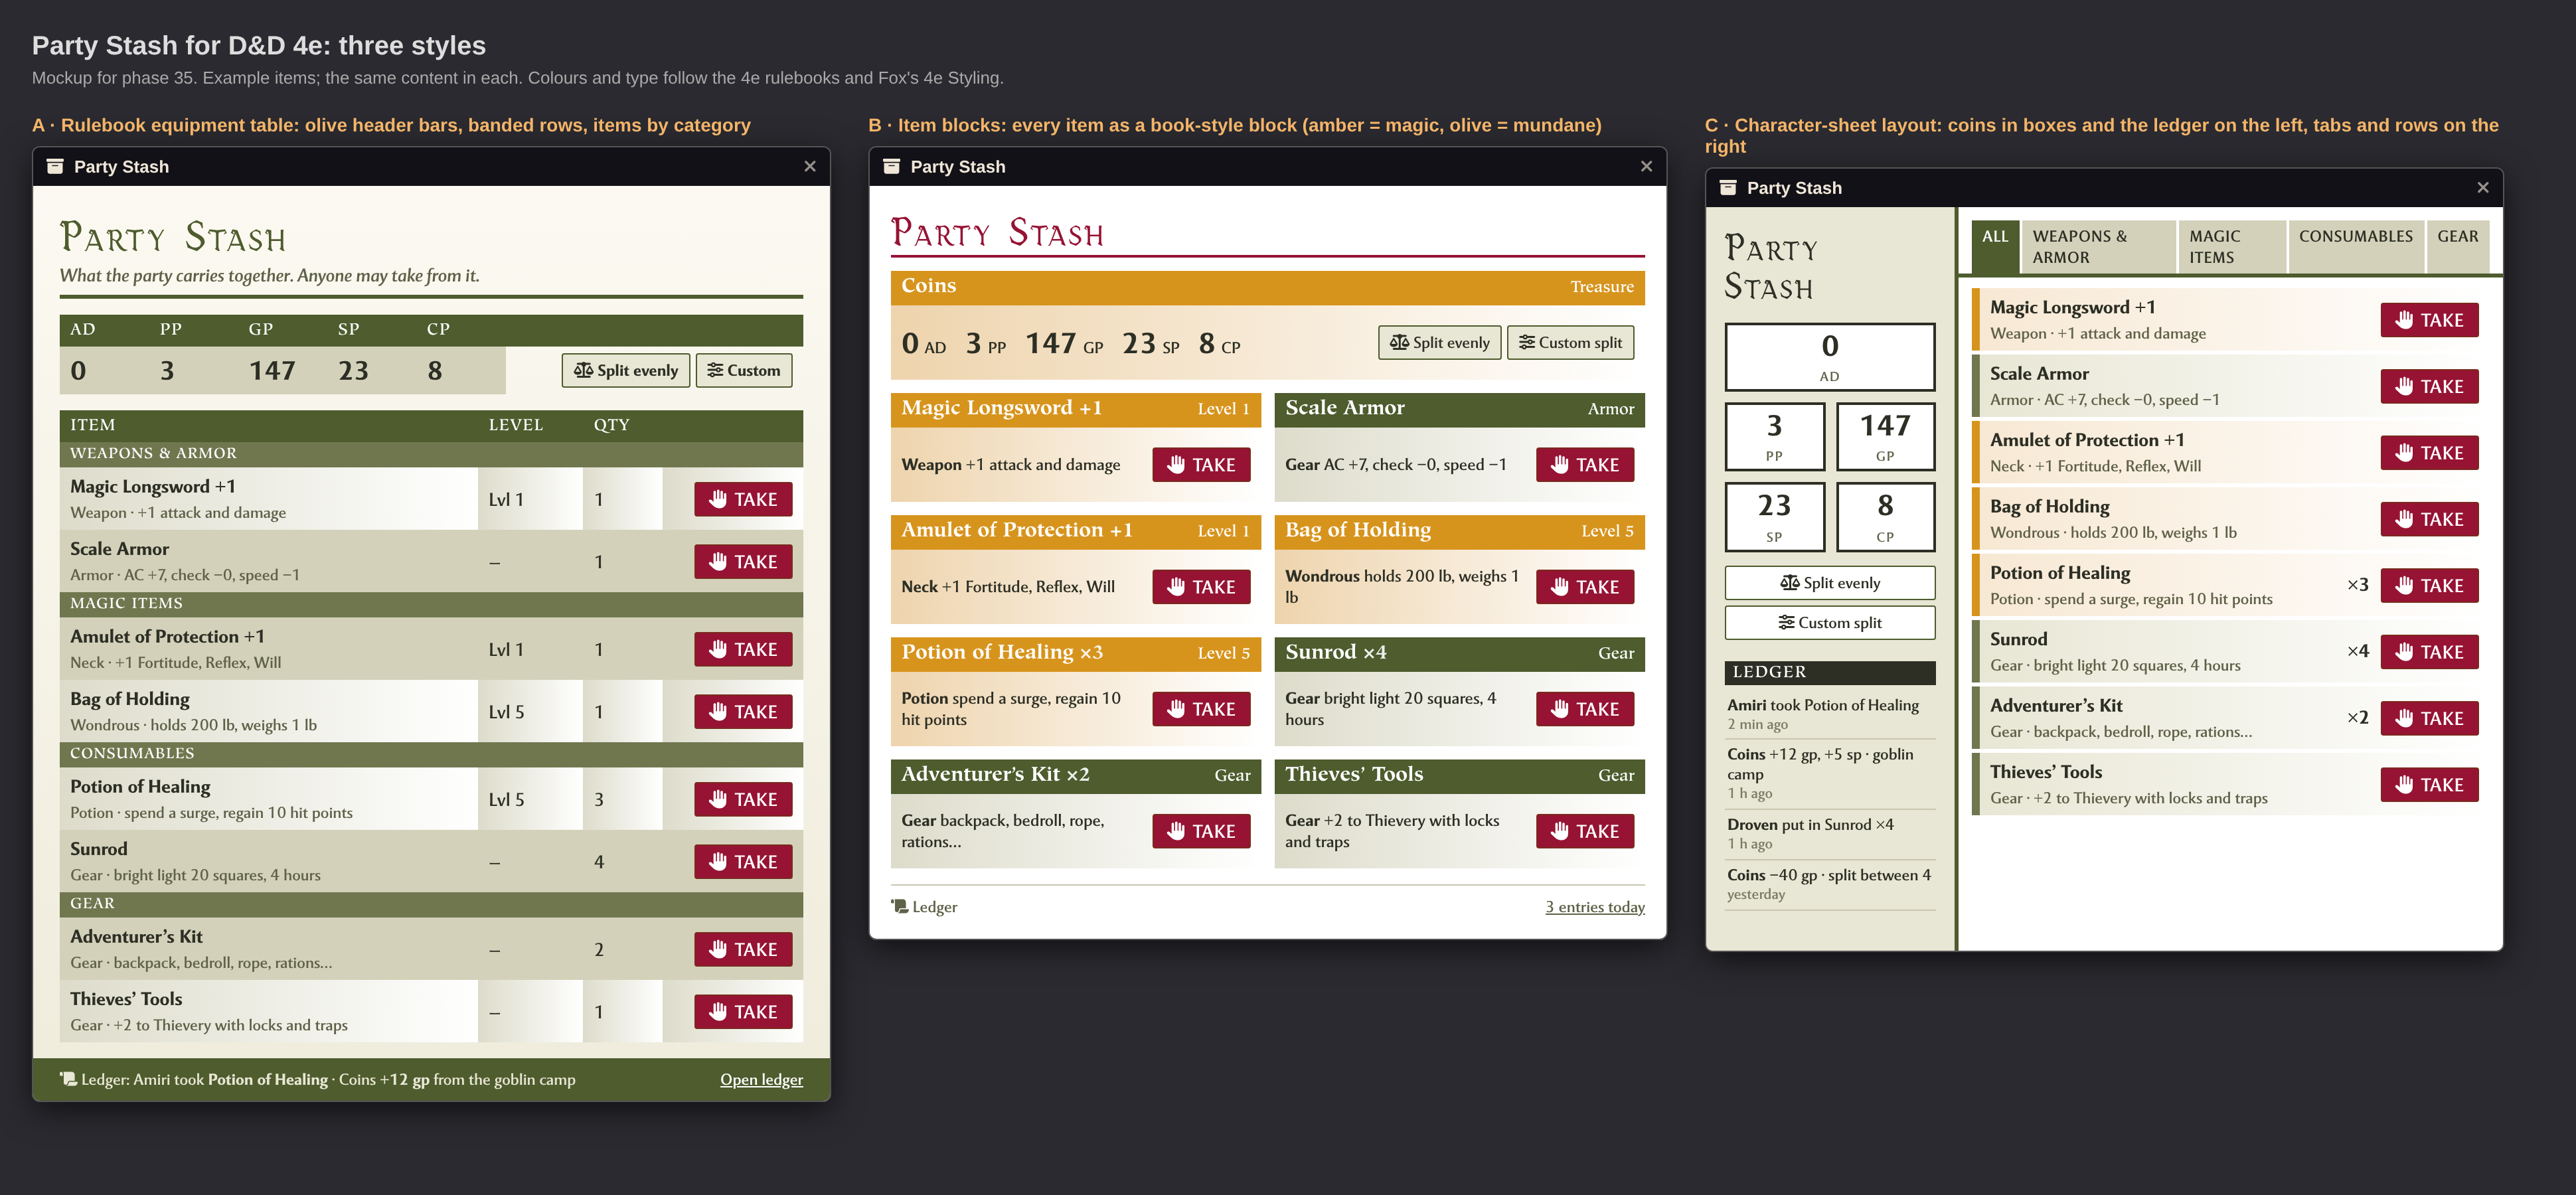 Party Stash for D&D 4e: three styles
Mockup for phase 35. Example items; the same content in each. Colours and type follow the 4e rulebooks and Fox's 4e Styling.
A · Rulebook equipment table: olive header bars, banded rows, items by category
Party Stash
Party Stash
What the party carries together. Anyone may take from it.
AD PP GP SP CP
0 3 147 23 8 Split evenly Custom
ITEM LEVEL QTY
WEAPONS & ARMOR
Magic Longsword +1
Weapon · +1 attack and damage
Lvl 1 1 TAKE
Scale Armor
Armor · AC +7, check −0, speed −1
– 1 TAKE
MAGIC ITEMS
Amulet of Protection +1
Neck · +1 Fortitude, Reflex, Will
Lvl 1 1 TAKE
Bag of Holding
Wondrous · holds 200 lb, weighs 1 lb
Lvl 5 1 TAKE
CONSUMABLES
Potion of Healing
Potion · spend a surge, regain 10 hit points
Lvl 5 3 TAKE
Sunrod
Gear · bright light 20 squares, 4 hours
– 4 TAKE
GEAR
Adventurer’s Kit
Gear · backpack, bedroll, rope, rations…
– 2 TAKE
Thieves’ Tools
Gear · +2 to Thievery with locks and traps
– 1 TAKE
Ledger: Amiri took Potion of Healing · Coins +12 gp from the goblin camp Open ledger
B · Item blocks: every item as a book-style block (amber = magic, olive = mundane)
Party Stash
Party Stash
Coins Treasure
0 AD 3 PP 147 GP 23 SP 8 CP Split evenly Custom split
Magic Longsword +1 Level 1
Weapon +1 attack and damage TAKE
Scale Armor Armor
Gear AC +7, check −0, speed −1 TAKE
Amulet of Protection +1 Level 1
Neck +1 Fortitude, Reflex, Will TAKE
Bag of Holding Level 5
Wondrous holds 200 lb, weighs 1
lb
TAKE
Potion of Healing ×3 Level 5
Potion spend a surge, regain 10
hit points
TAKE
Sunrod ×4 Gear
Gear bright light 20 squares, 4
hours
TAKE
Adventurer’s Kit ×2 Gear
Gear backpack, bedroll, rope,
rations…
TAKE
Thieves’ Tools Gear
Gear +2 to Thievery with locks
and traps
TAKE
Ledger 3 entries today
C · Character-sheet layout: coins in boxes and the ledger on the left, tabs and rows on the
right
Party Stash
Party
Stash
0
AD
3 147
PP GP
23 8
SP CP
Split evenly
Custom split
LEDGER
Amiri took Potion of Healing
2 min ago
Coins +12 gp, +5 sp · goblin
camp
1 h ago
Droven put in Sunrod ×4
1 h ago
Coins −40 gp · split between 4
yesterday
ALL WEAPONS & MAGIC CONSUMABLES GEAR
ARMOR ITEMS
Magic Longsword +1
Weapon · +1 attack and damage
TAKE
Scale Armor
Armor · AC +7, check −0, speed −1
TAKE
Amulet of Protection +1
Neck · +1 Fortitude, Reflex, Will
TAKE
Bag of Holding
Wondrous · holds 200 lb, weighs 1 lb
TAKE
Potion of Healing
Potion · spend a surge, regain 10 hit points
×3 TAKE
Sunrod
Gear · bright light 20 squares, 4 hours
×4 TAKE
Adventurer’s Kit
Gear · backpack, bedroll, rope, rations…
×2 TAKE
Thieves’ Tools
Gear · +2 to Thievery with locks and traps
TAKE